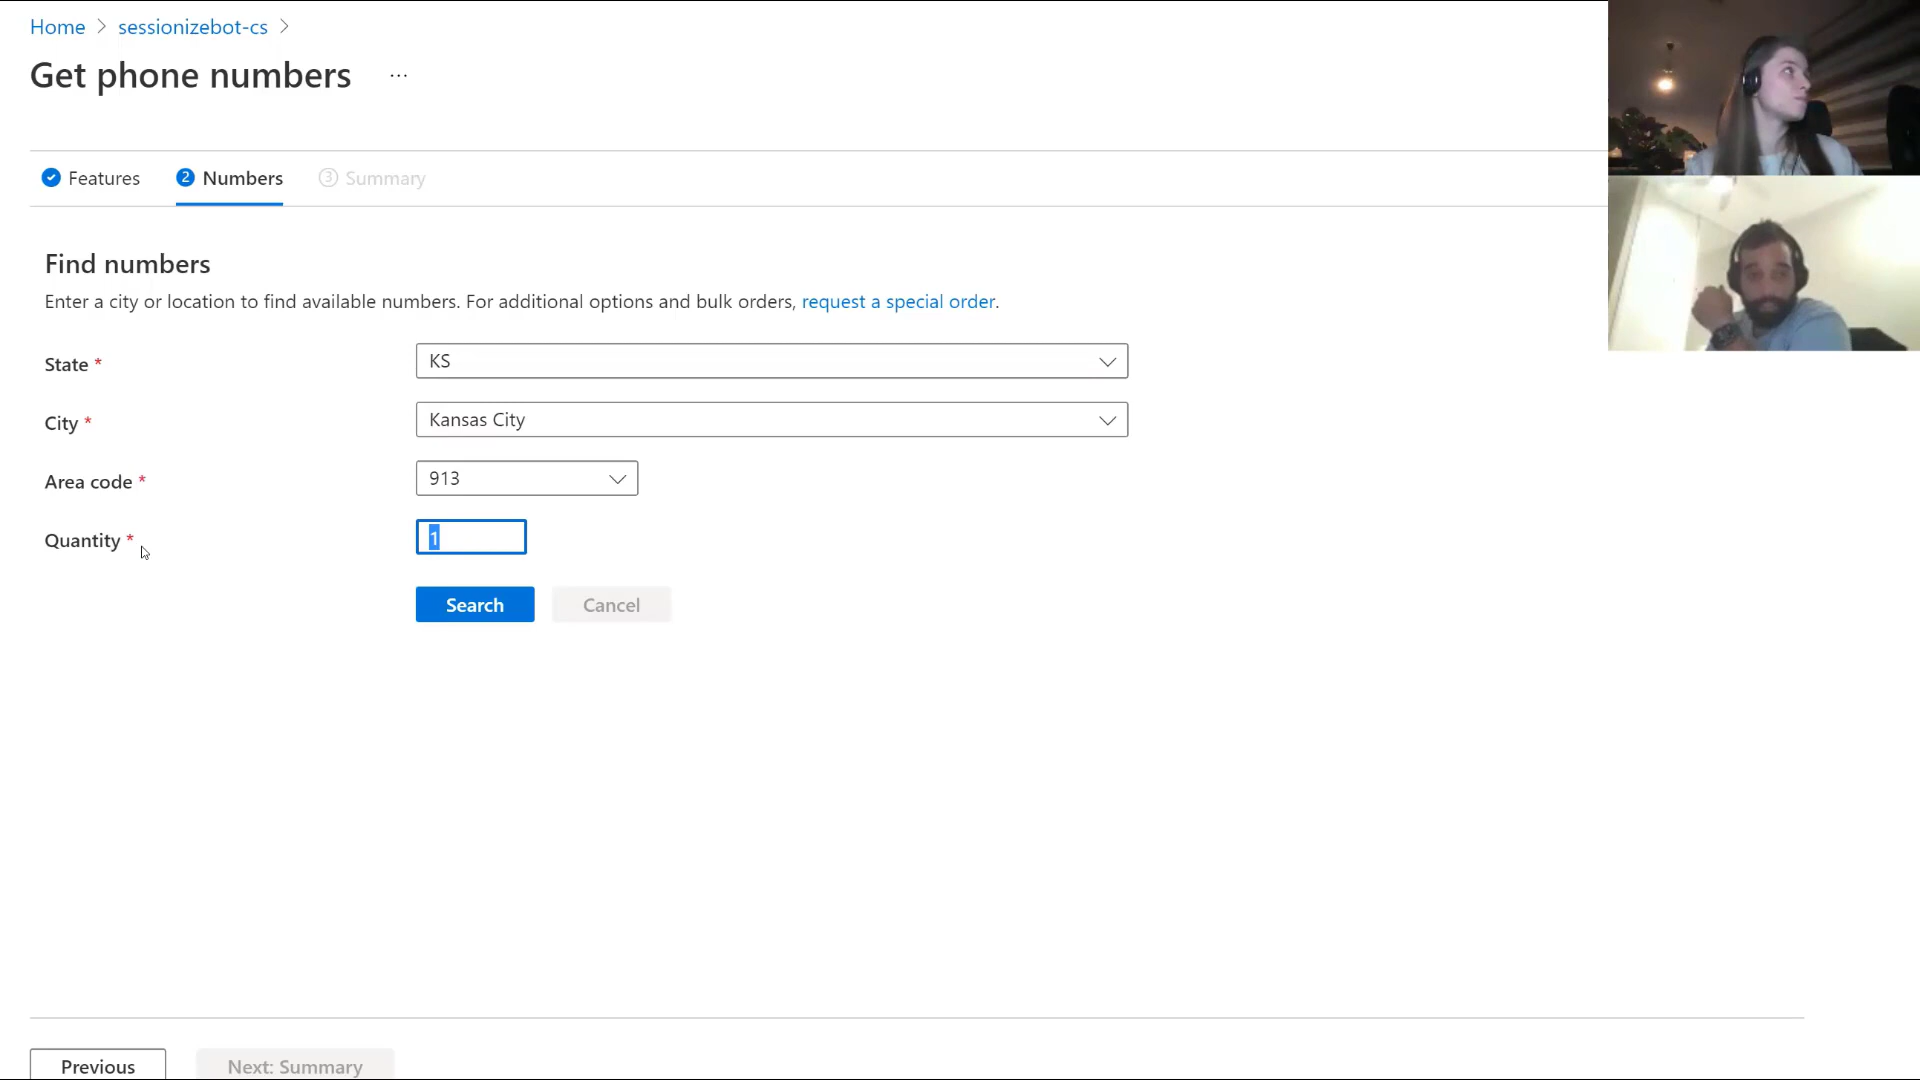 Home > sessionizebot-cs >
Get phone numbers ...
Features 2 Numbers 3 Summary
Find numbers
Enter a city or location to find available numbers. For additional options and bulk orders, request a special order.
State * KS
City * Kansas City
Area code * 913
Quantity * 1
Search Cancel
Previous Next: Summary